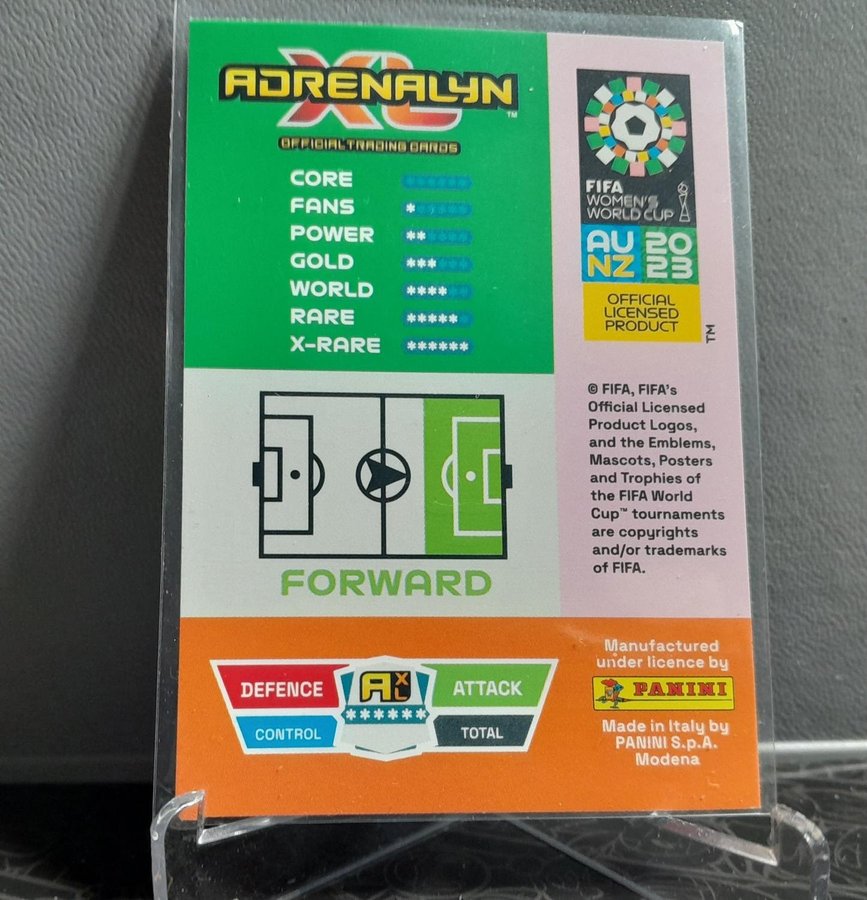 ADRENALYN
XL
™
OFFICIAL TRADING CARDS
CORE
FANS *
POWER **
GOLD ***
WORLD ****
RARE *****
X-RARE ******
FORWARD
DEFENCE
ATTACK
AXL
******
CONTROL
TOTAL
FIFA
WOMEN'S
WORLD CUP
AU 20
NZ 23
OFFICIAL
LICENSED
PRODUCT
TM
© FIFA, FIFA's
Official Licensed
Product Logos,
and the Emblems,
Mascots, Posters
and Trophies of
the FIFA World
Cup™ tournaments
are copyrights
and/or trademarks
of FIFA.
Manufactured
under licence by
PANINI
Made in Italy by
PANINI S.p.A.
Modena